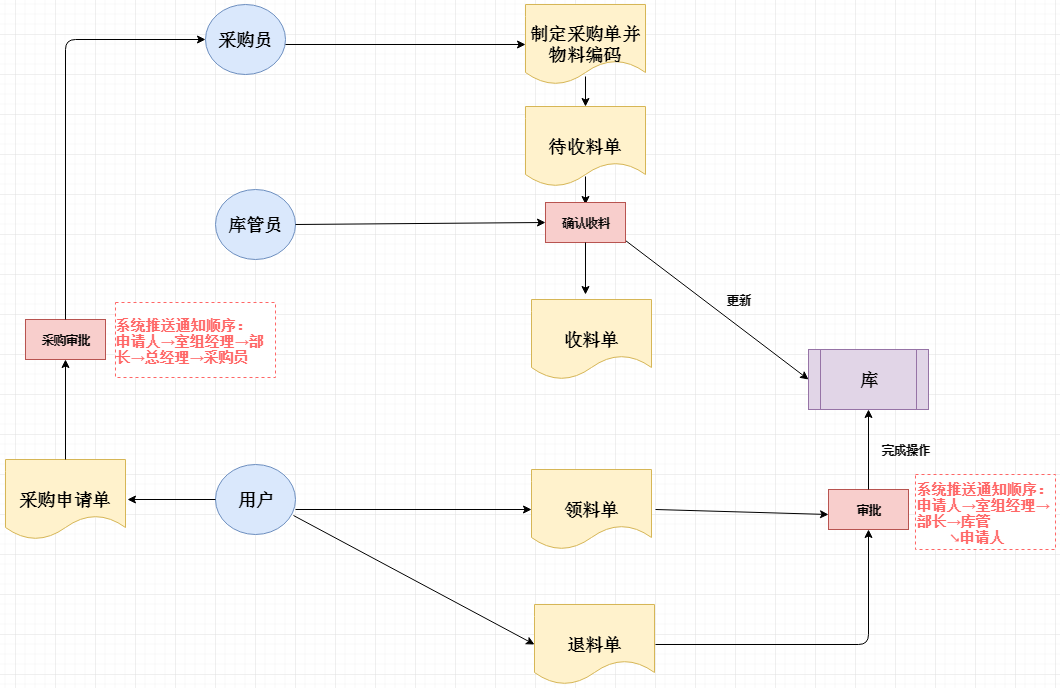 采购员
制定采购单并
物料编码
待收料单
库管员
确认收料
更新
系统推送通知顺序：
申请人→室组经理→部
长→总经理→采购员
采购审批
收料单
库
完成操作
采购申请单
用户
领料单
审批
系统推送通知顺序：
申请人→室组经理→
部长→库管
↘申请人
退料单